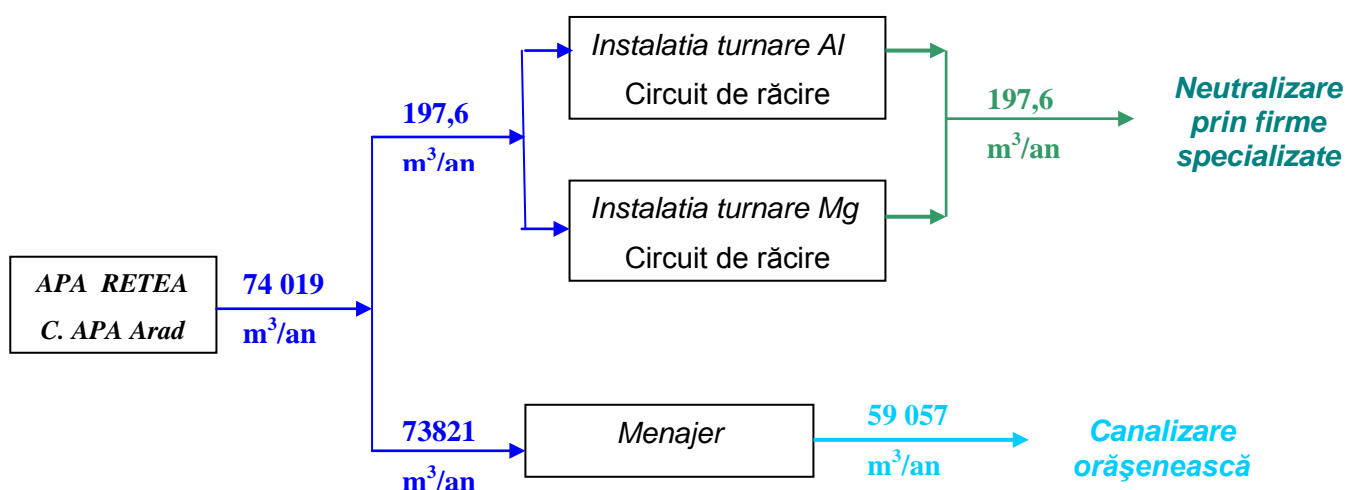 Instalatia turnare Al
Circuit de răcire
197,6
m³/an
197,6
m³/an
Neutralizare
prin firme
specializate
Instalatia turnare Mg
Circuit de răcire
APA RETEA
C. APA Arad
74 019
m³/an
73821
m³/an
Menajer
59 057
m³/an
Canalizare
orăşenească